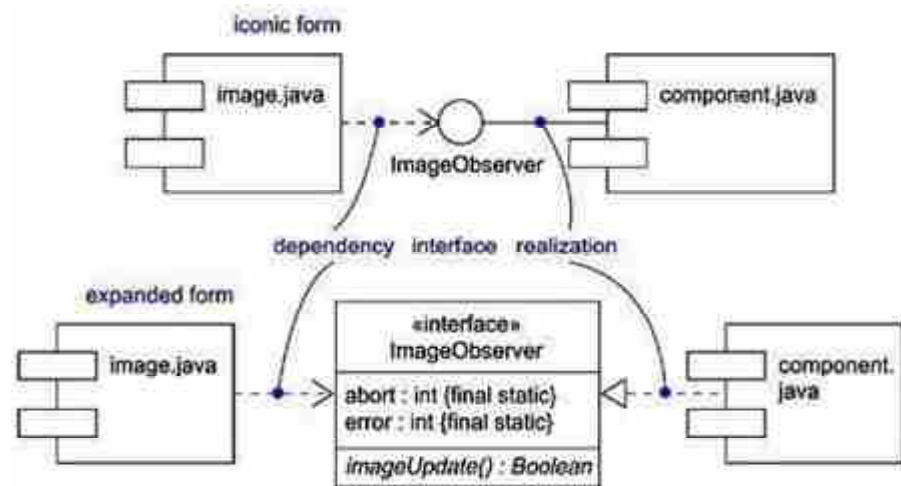 iconic form
image.java
component.java
ImageObserver
dependency interface realization
expanded form
image.java
«interface»
ImageObserver
abort : int {final static}
error : int {final static}
imageUpdate() : Boolean
component.
java